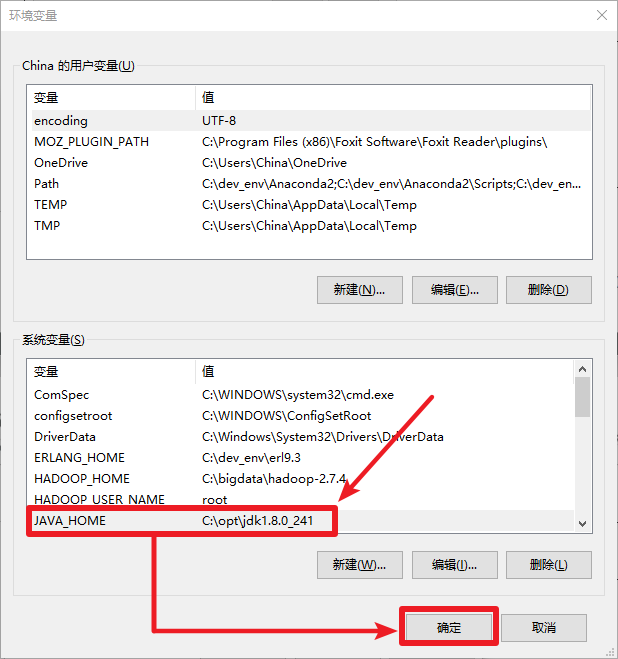 环境变量
China 的用户变量(U)
变量 值
encoding UTF-8
MOZ_PLUGIN_PATH C:\Program Files (x86)\Foxit Software\Foxit Reader\plugins\
OneDrive C:\Users\China\OneDrive
Path C:\dev_env\Anaconda2;C:\dev_env\Anaconda2\Scripts;C:\dev_en...
TEMP C:\Users\China\AppData\Local\Temp
TMP C:\Users\China\AppData\Local\Temp
新建(N)... 编辑(E)... 删除(D)
系统变量(S)
变量 值
ComSpec C:\WINDOWS\system32\cmd.exe
configsetroot C:\WINDOWS\ConfigSetRoot
DriverData C:\Windows\System32\Drivers\DriverData
ERLANG_HOME C:\dev_env\erl9.3
HADOOP_HOME C:\bigdata\hadoop-2.7.4
HADOOP_USER_NAME root
JAVA_HOME C:\opt\jdk1.8.0_241
新建(W)... 编辑(I)... 删除(L)
确定 取消